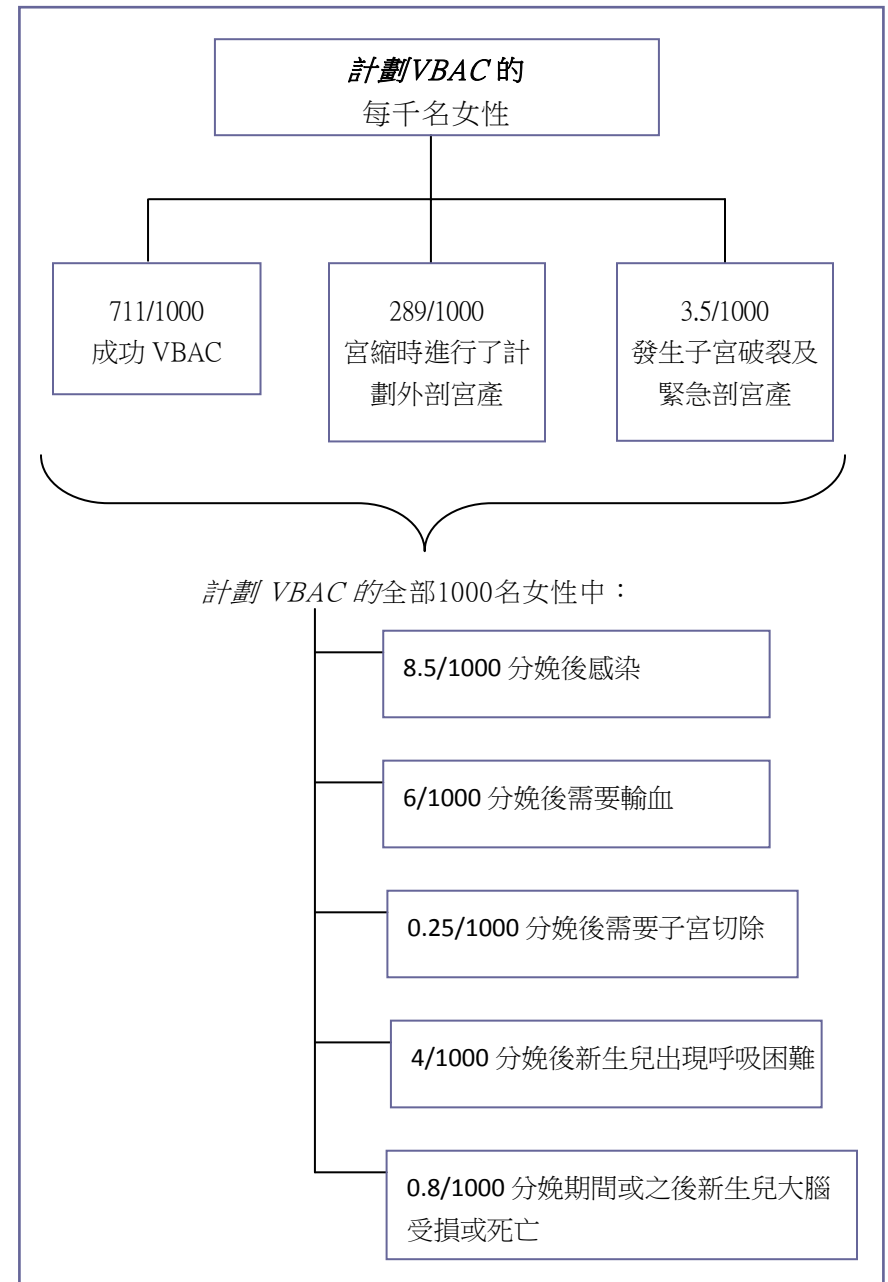 計劃VBAC 的
每千名女性
711/1000
成功 VBAC
289/1000
宮縮時進行了計
劃外剖宮產
3.5/1000
發生子宮破裂及
緊急剖宮產
計劃 VBAC 的全部1000名女性中：
8.5/1000 分娩後感染
6/1000 分娩後需要輸血
0.25/1000 分娩後需要子宮切除
4/1000 分娩後新生兒出現呼吸困難
0.8/1000 分娩期間或之後新生兒大腦
受損或死亡